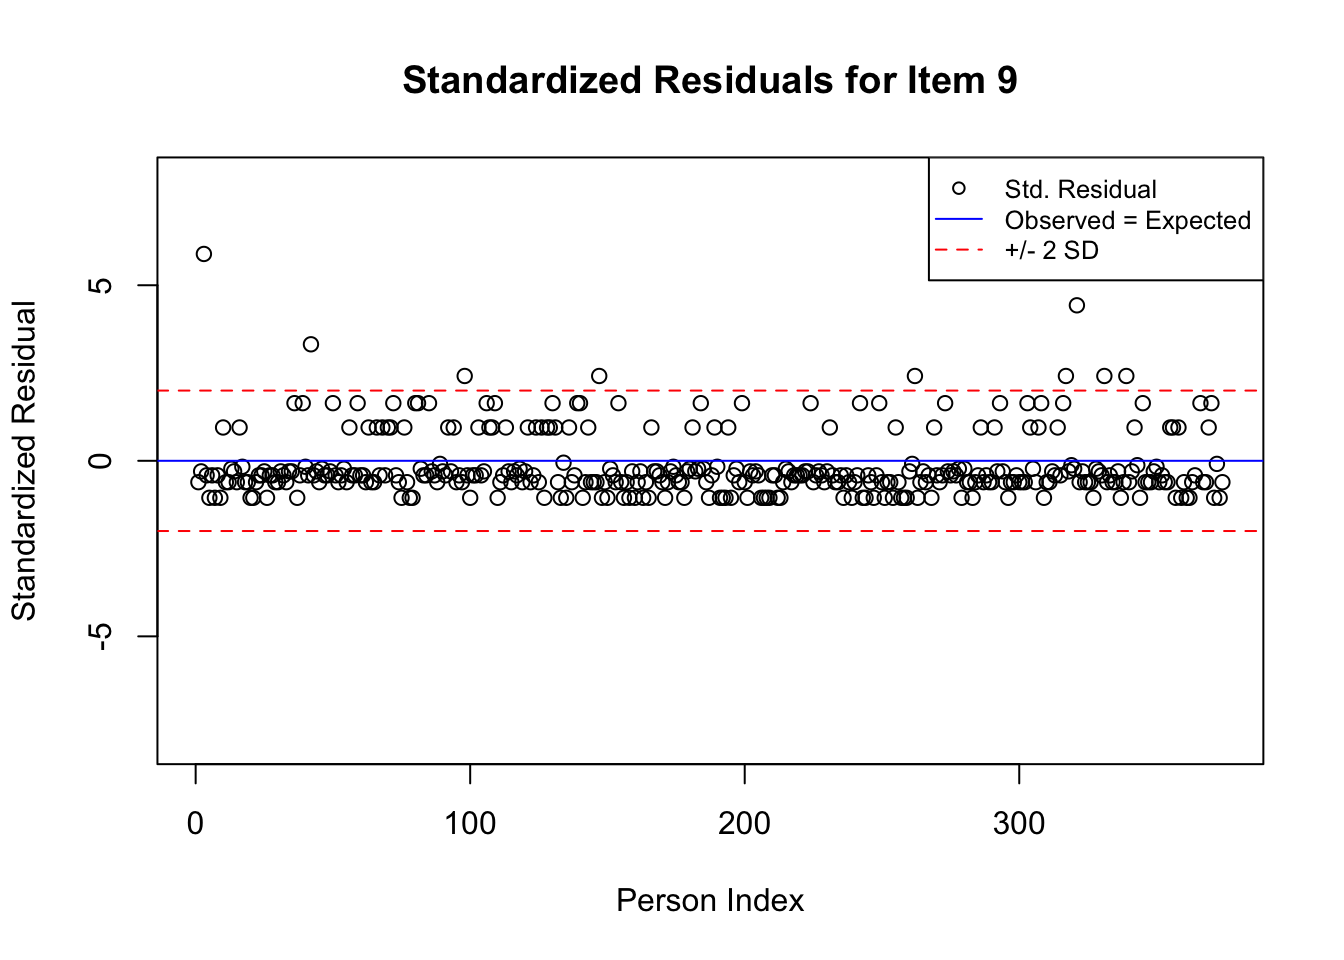 Standardized Residuals for Item 9
Std. Residual
Observed = Expected
+/- 2 SD
Standardized Residual
5
0
-5
0 100 200 300
Person Index